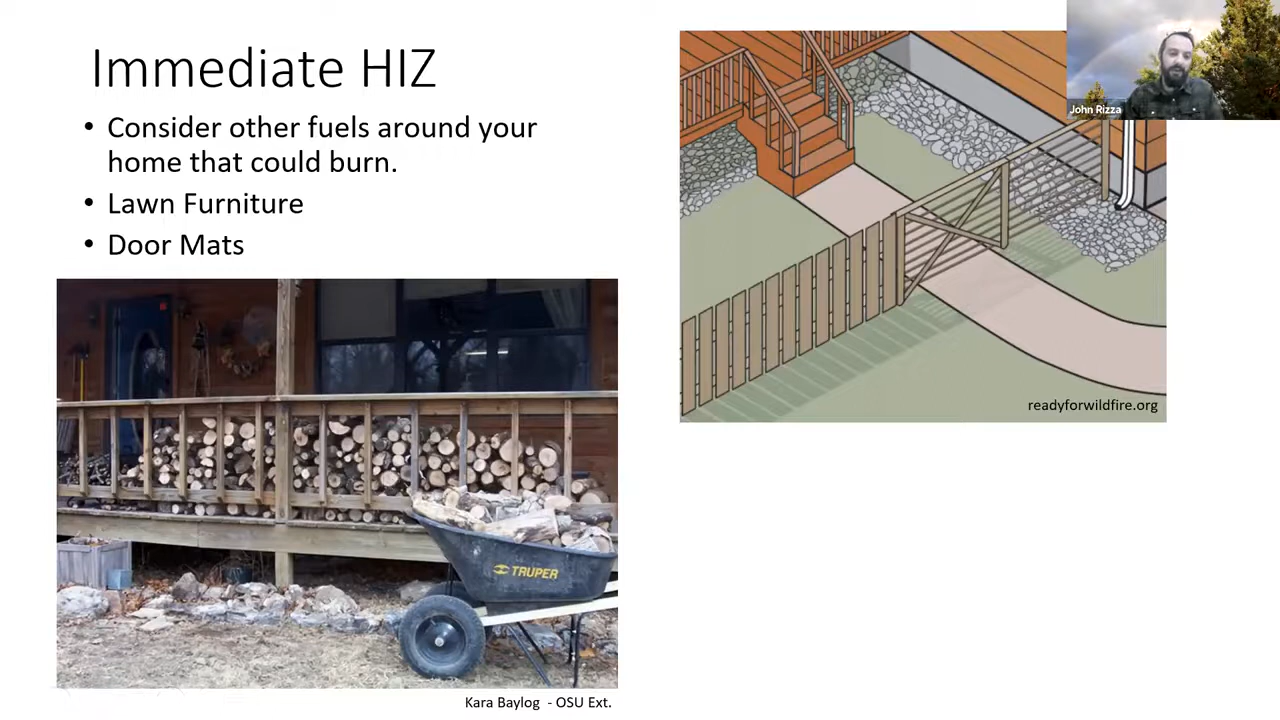 Immediate HIZ
• Consider other fuels around your
home that could burn.
• Lawn Furniture
• Door Mats
TRUPER
Kara Baylog - OSU Ext.
readyforwildfire.org
John Rizza